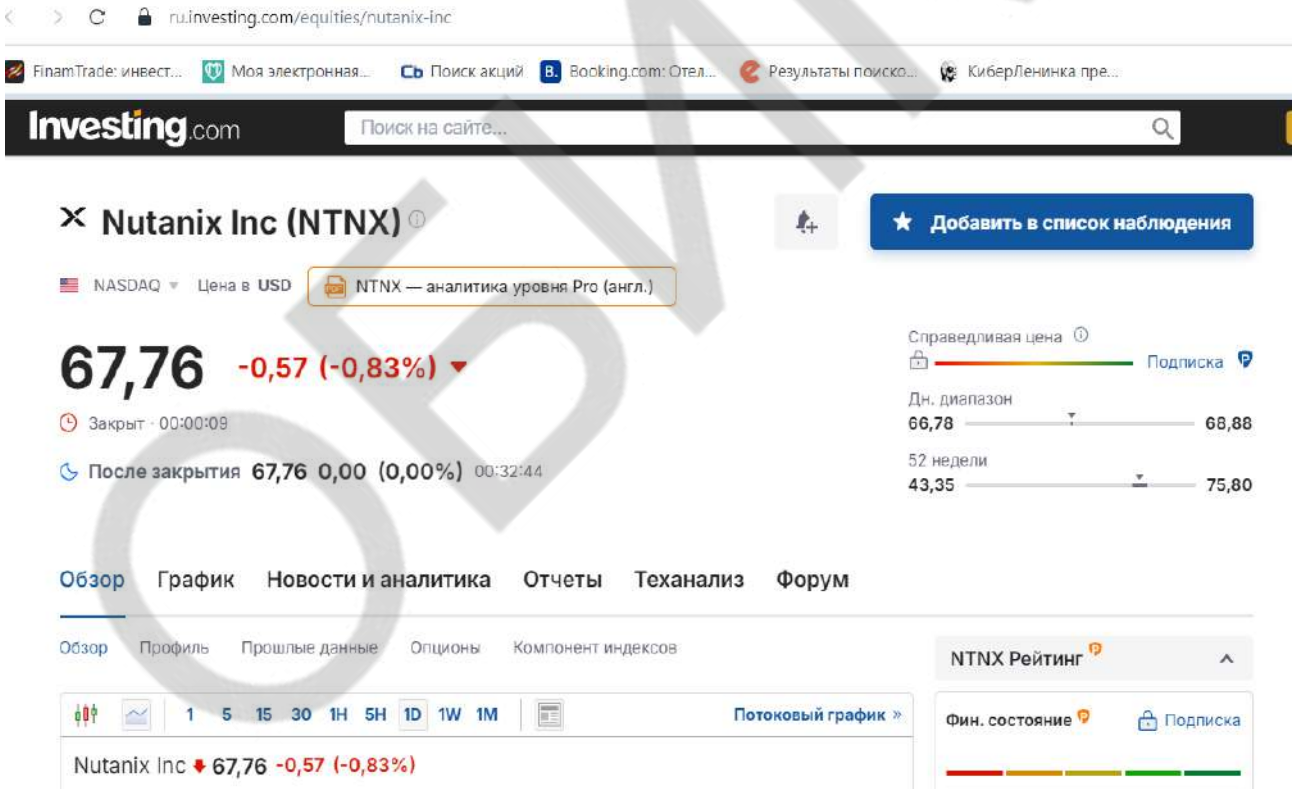 ru.investing.com/equities/nutanix-inc
FinamTrade: инвест... Моя электронная... Сb Поиск акций B. Booking.com: Отел... Результаты поиско... КиберЛенинка пре...
Investing.com Поиск на сайте...
Nutanix Inc (NTNX)
Добавить в список наблюдения
NASDAQ Цена в USD NTNX — аналитика уровня Pro (англ.)
67,76 -0,57 (-0,83%)
Закрыт · 00:00:09
После закрытия 67,76 0,00 (0,00%) 00:32:44
Справедливая цена
Подписка
Дн. диапазон
66,78 68,88
52 недели
43,35 75,80
Обзор График Новости и аналитика Отчеты Теханализ Форум
Обзор Профиль Прошлые данные Опционы Компонент индексов
NTNX Рейтинг
1 5 15 30 1H 5H 1D 1W 1M Потоковый график »
Фин. состояние Подписка
Nutanix Inc 67,76 -0,57 (-0,83%)